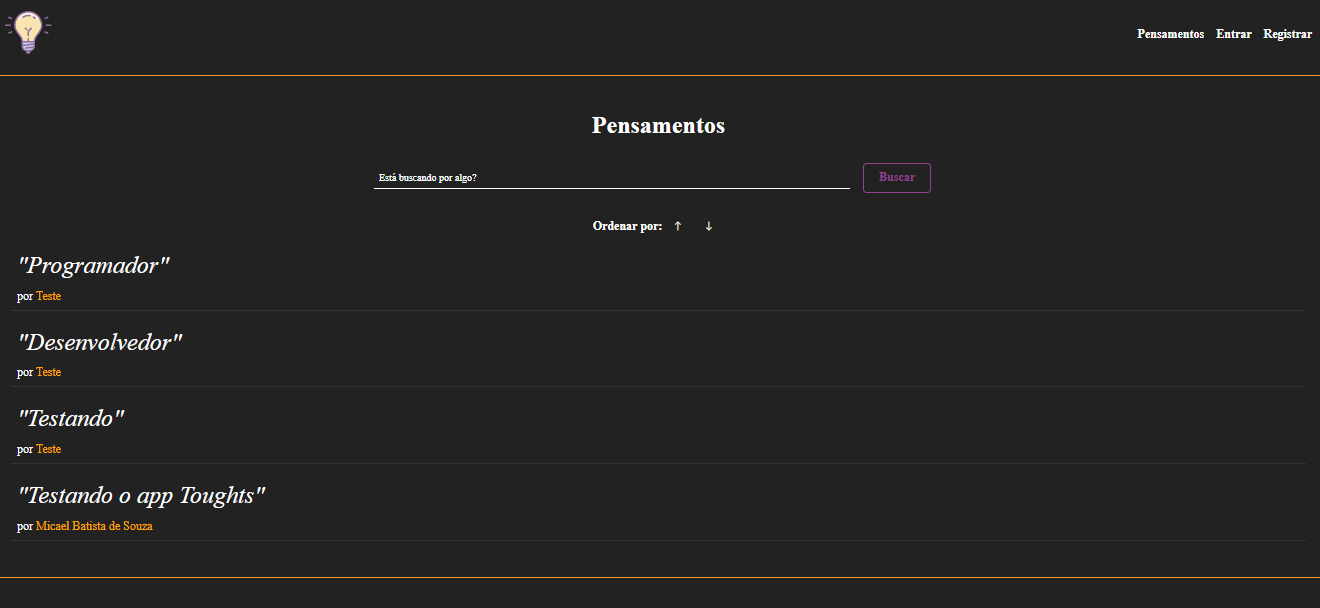 Pensamentos Entrar Registrar
Pensamentos
Está buscando por algo? Buscar
Ordenar por: ↑ ↓
"Programador"
por Teste
"Desenvolvedor"
por Teste
"Testando"
por Teste
"Testando o app Toughts"
por Micael Batista de Souza